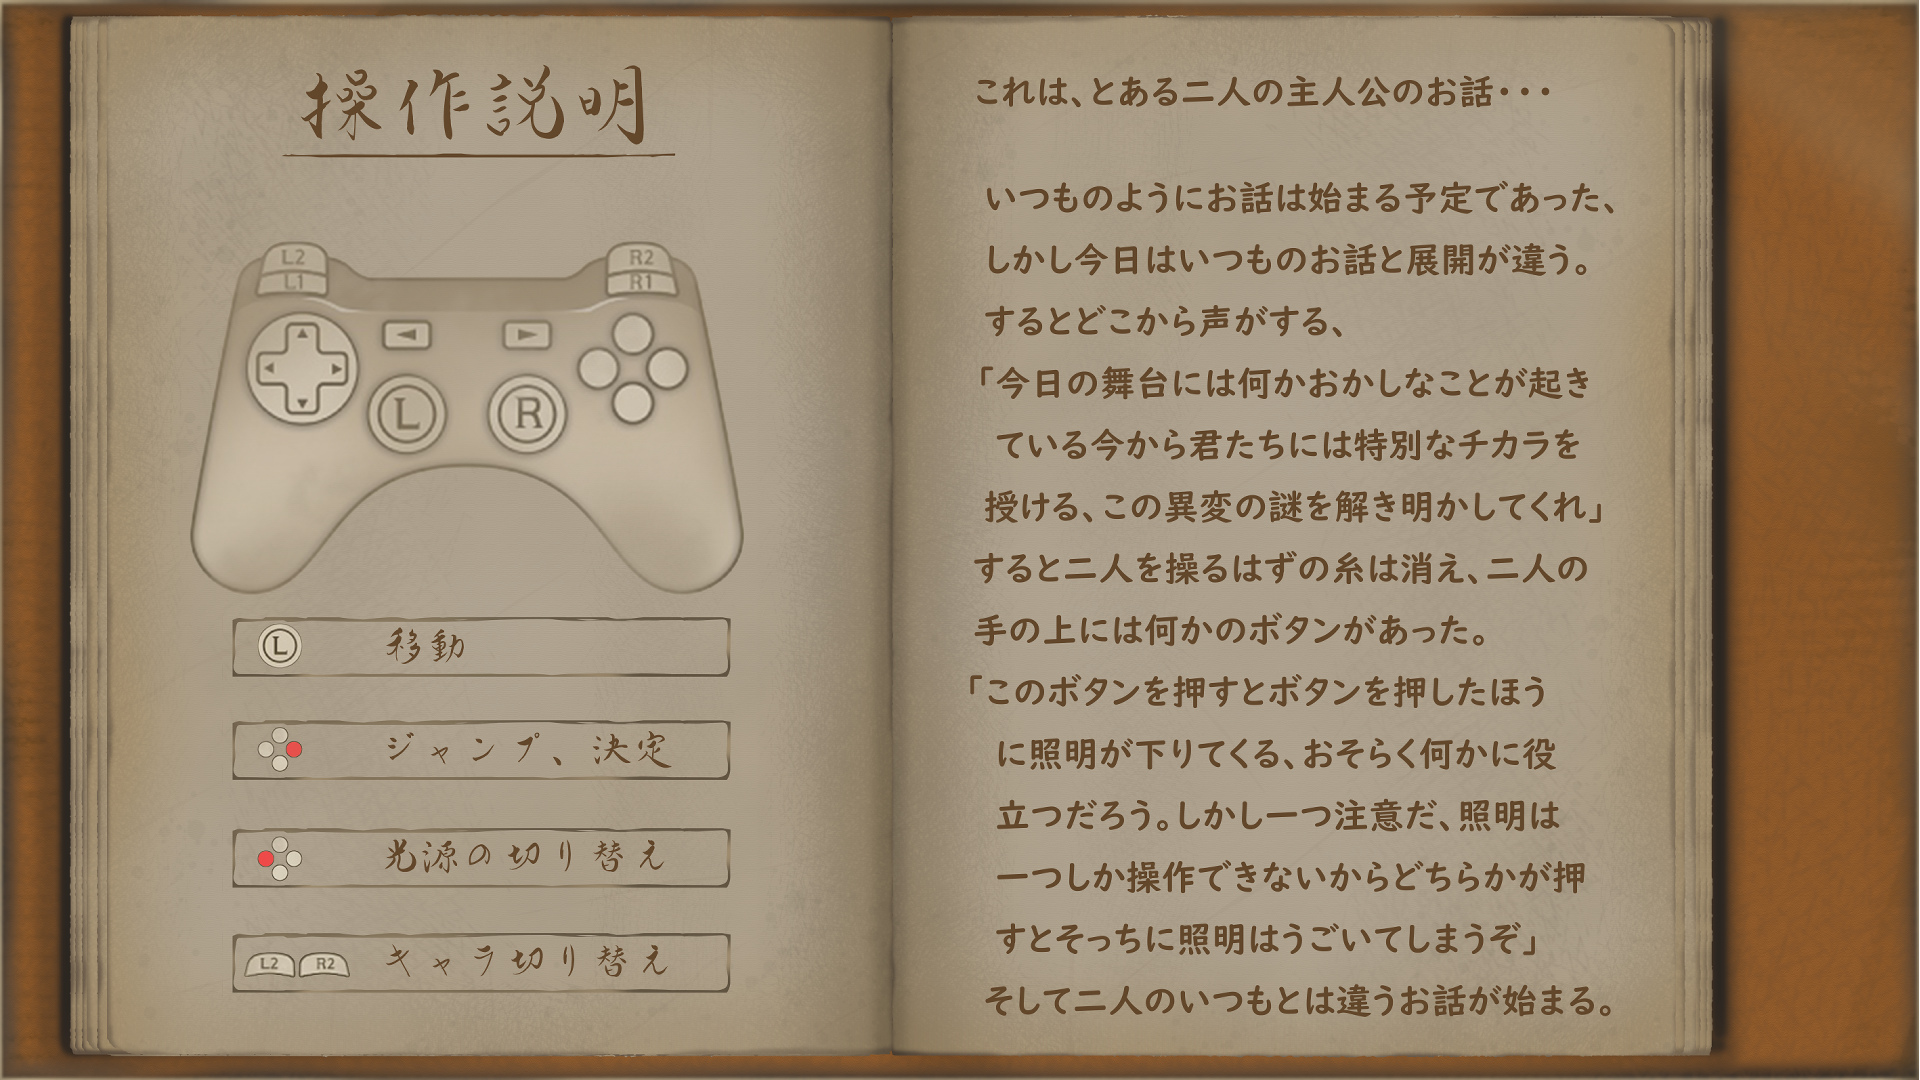 操作説明
L2
L1
R2
R1
L
R
L 移動
ジャンプ、決定
光源の切り替え
L2 R2 キャラ切り替え
これは、とある二人の主人公のお話・・・
いつものようにお話は始まる予定であった、
しかし今日はいつものお話と展開が違う。
するとどこから声がする、
「今日の舞台には何かおかしなことが起き
ている今から君たちには特別なチカラを
授ける、この異変の謎を解き明かしてくれ」
すると二人を操るはずの糸は消え、二人の
手の上には何かのボタンがあった。
「このボタンを押すとボタンを押したほう
に照明が下りてくる、おそらく何かに役
立つだろう。しかし一つ注意だ、照明は
一つしか操作できないからどちらかが押
すとそっちに照明はうごいてしまうぞ」
そして二人のいつもとは違うお話が始まる。